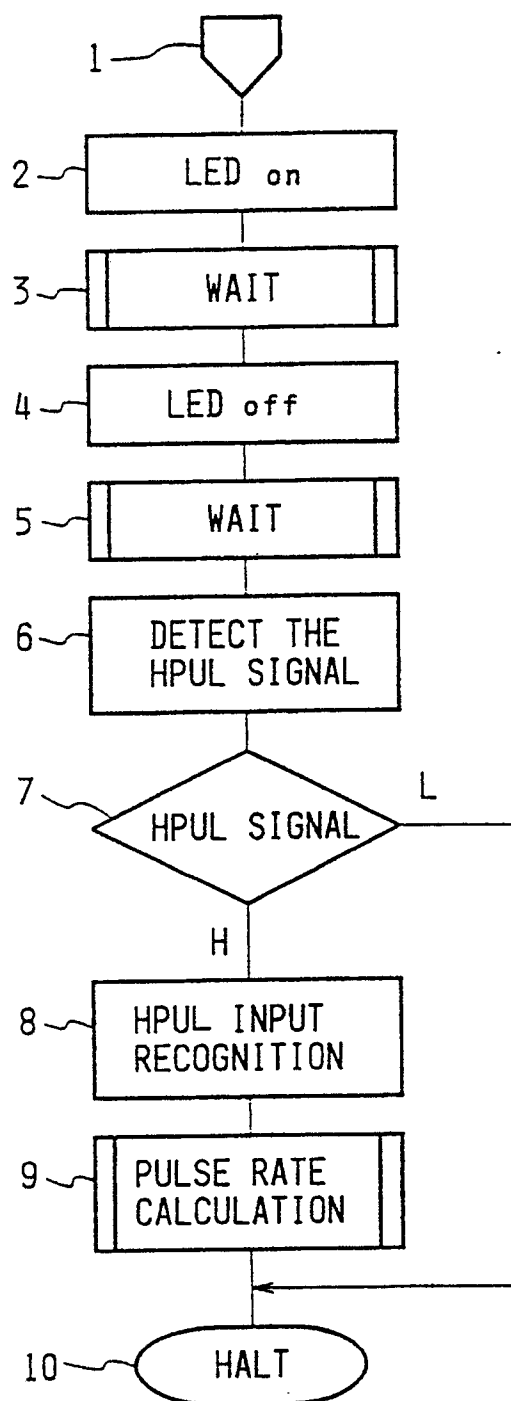 1
2 LED on
3 WAIT
4 LED off
5 WAIT
6 DETECT THE
HPUL SIGNAL
7 HPUL SIGNAL L
H
8 HPUL INPUT
RECOGNITION
9 PULSE RATE
CALCULATION
10 HALT